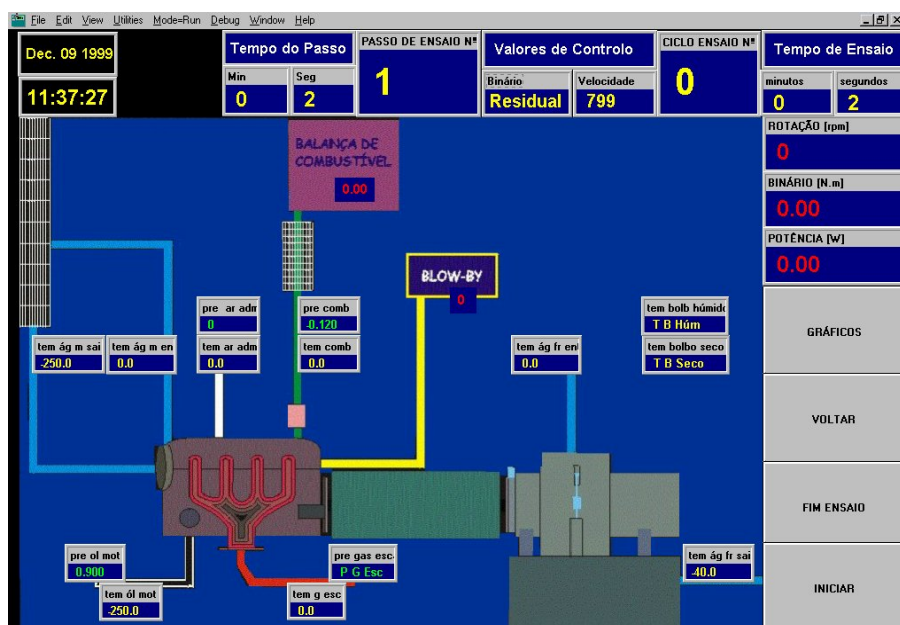 File Edit View Utilities Mode=Run Debug Window Help
Dec. 09 1999
11:37:27
Tempo do Passo
Min
0
Seg
2
PASSO DE ENSAIO Nº
1
Valores de Controlo
Binário
Residual
Velocidade
799
CICLO ENSAIO Nº
0
Tempo de Ensaio
minutos
0
segundos
2
ROTAÇÃO [rpm]
0
BINÁRIO [N.m]
0.00
POTÊNCIA [W]
0.00
BALANÇA DE
COMBUSTÍVEL
0.00
BLOW-BY
0
pre ar adm
0
pre comb
-0.120
tem bolb húmido
T B Húm
tem ág m sai
-250.0
tem ág m en
0.0
tem ar adm
0.0
tem comb
0.0
tem ág fr en
0.0
tem bolbo seco
T B Seco
GRÁFICOS
VOLTAR
FIM ENSAIO
INICIAR
pre ol mot
0.900
pre gas esc
P G Esc
tem ág fr sai
-40.0
tem ól mot
-250.0
tem g esc
0.0